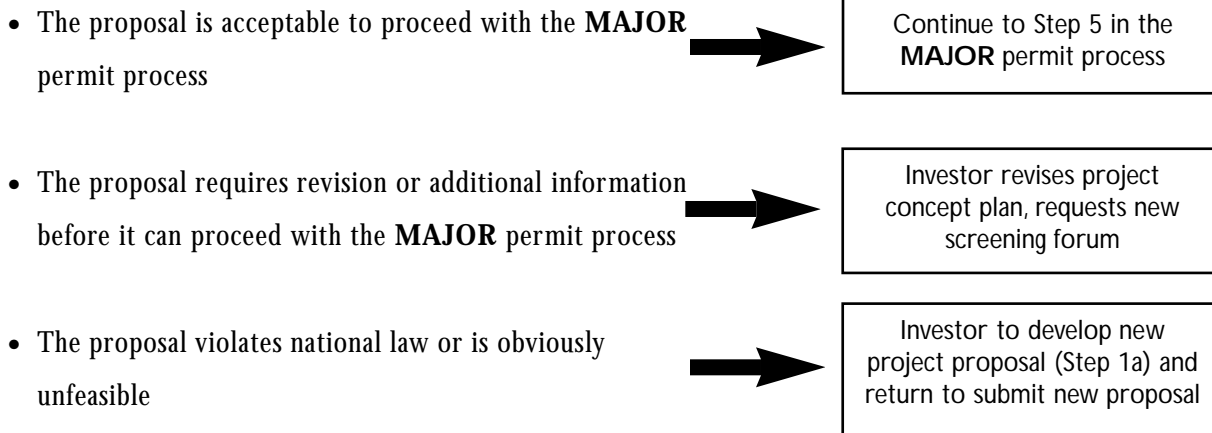 • The proposal is acceptable to proceed with the MAJOR
permit process
Continue to Step 5 in the
MAJOR permit process
• The proposal requires revision or additional information
before it can proceed with the MAJOR permit process
Investor revises project
concept plan, requests new
screening forum
• The proposal violates national law or is obviously
unfeasible
Investor to develop new
project proposal (Step 1a) and
return to submit new proposal